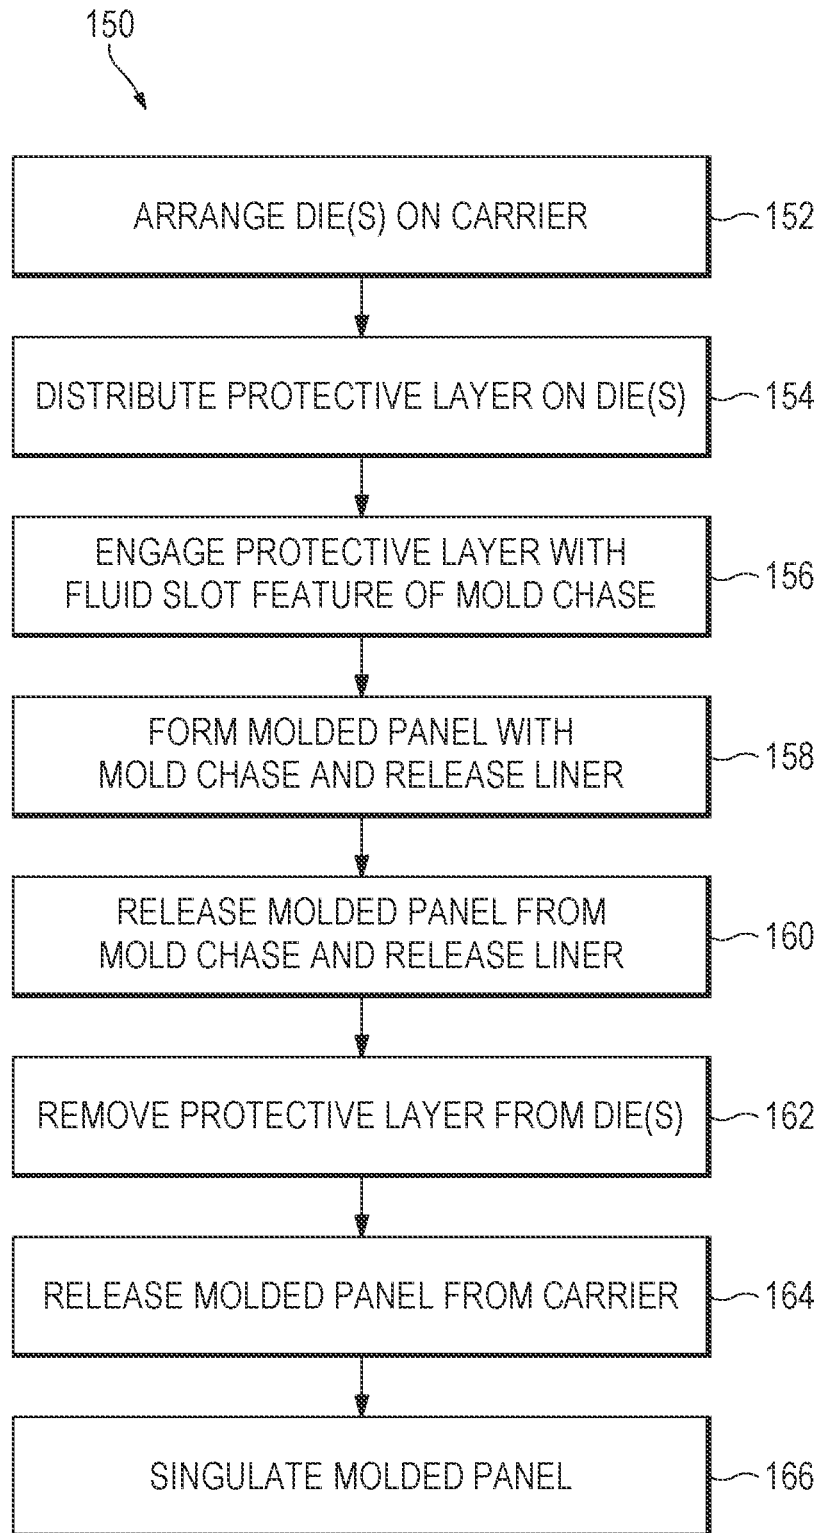 150
ARRANGE DIE(S) ON CARRIER
152
DISTRIBUTE PROTECTIVE LAYER ON DIE(S)
154
ENGAGE PROTECTIVE LAYER WITH
FLUID SLOT FEATURE OF MOLD CHASE
156
FORM MOLDED PANEL WITH
MOLD CHASE AND RELEASE LINER
158
RELEASE MOLDED PANEL FROM
MOLD CHASE AND RELEASE LINER
160
REMOVE PROTECTIVE LAYER FROM DIE(S)
162
RELEASE MOLDED PANEL FROM CARRIER
164
SINGULATE MOLDED PANEL
166